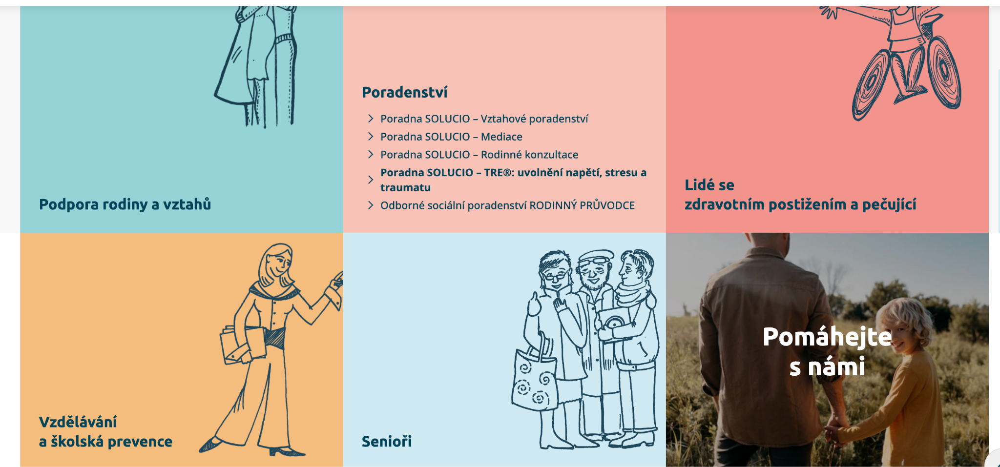 Podpora rodiny a vztahů
Poradenství
Poradna SOLUCIO – Vztahové poradenství
Poradna SOLUCIO – Mediace
Poradna SOLUCIO – Rodinné konzultace
Poradna SOLUCIO – TRE®: uvolnění napětí, stresu a
traumatu
Odborné sociální poradenství RODINNÝ PRŮVODCE
Lidé se
zdravotním postižením a pečující
Vzdělávání
a školská prevence
Senioři
Pomáhejte
s námi